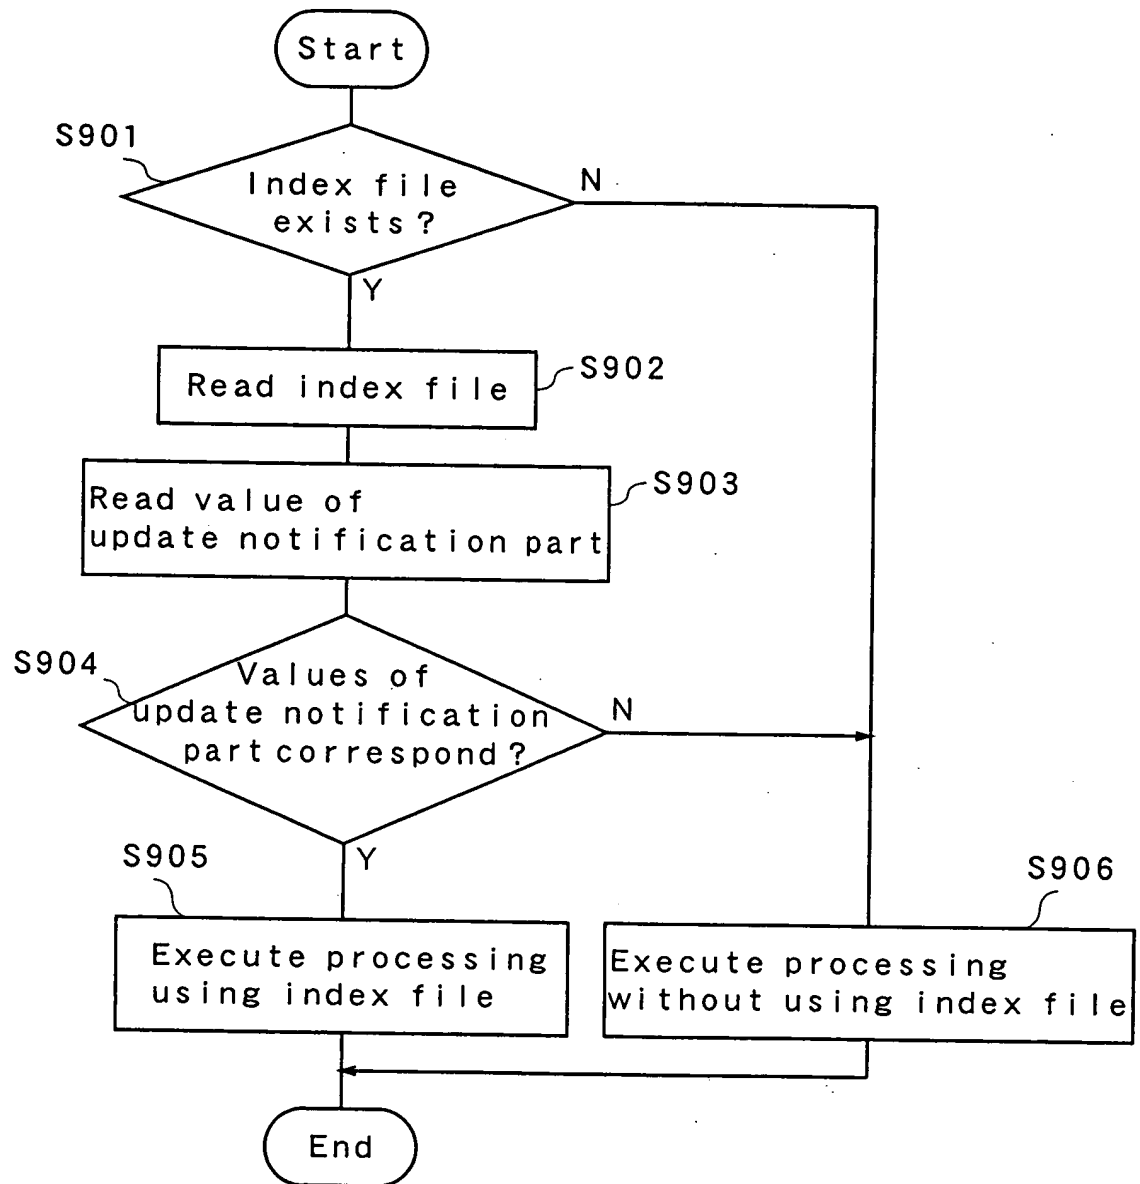 Start
S901
Index file
exists?
N
Y
Read index file
S902
Read value of
update notification part
S903
S904
Values of
update notification
part correspond?
N
Y
S905
Execute processing
using index file
S906
Execute processing
without using index file
End